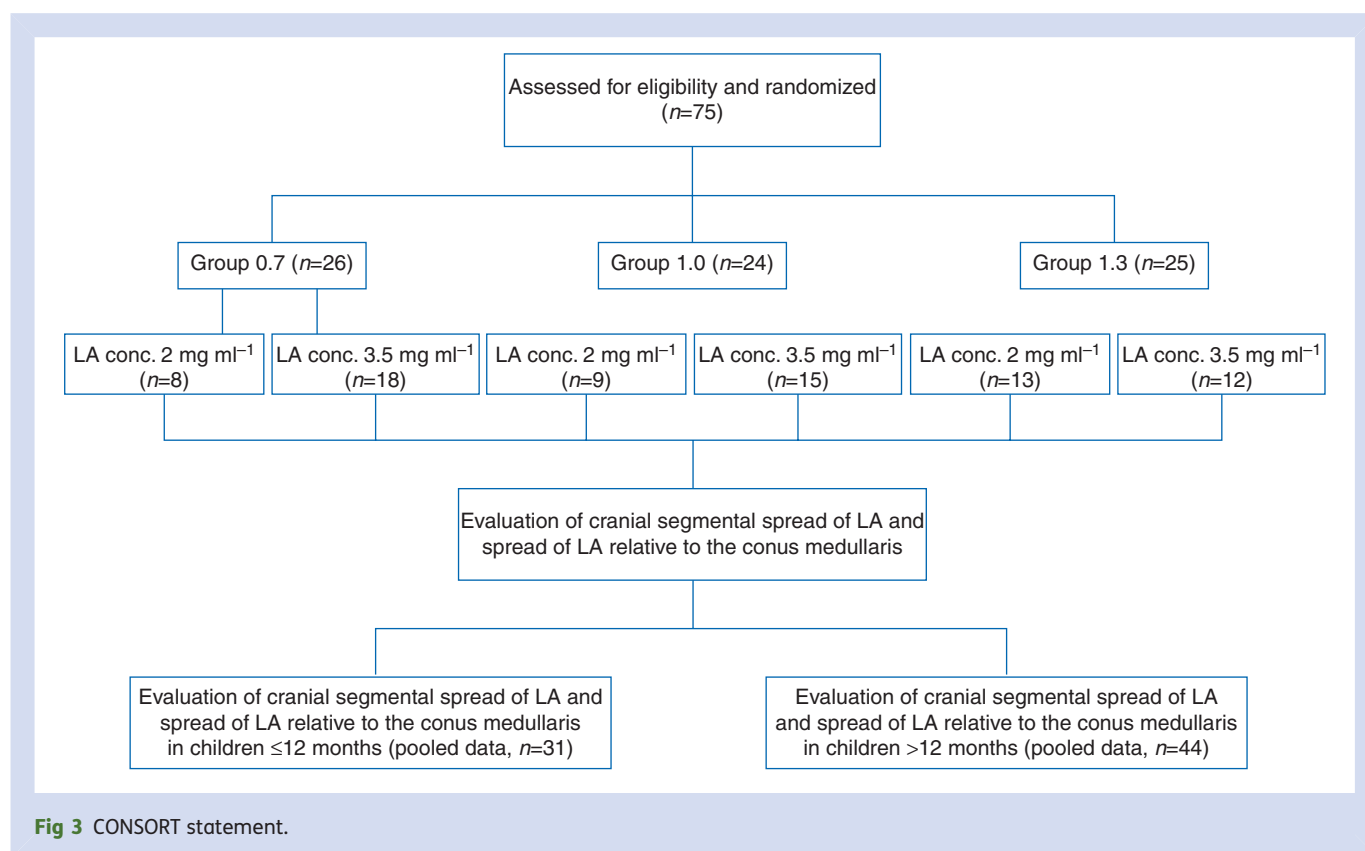 Assessed for eligibility and randomized
(n=75)
Group 0.7 (n=26)
Group 1.0 (n=24)
Group 1.3 (n=25)
LA conc. 2 mg ml⁻¹
(n=8)
LA conc. 3.5 mg ml⁻¹
(n=18)
LA conc. 2 mg ml⁻¹
(n=9)
LA conc. 3.5 mg ml⁻¹
(n=15)
LA conc. 2 mg ml⁻¹
(n=13)
LA conc. 3.5 mg ml⁻¹
(n=12)
Evaluation of cranial segmental spread of LA and
spread of LA relative to the conus medullaris
Evaluation of cranial segmental spread of LA and
spread of LA relative to the conus medullaris
in children ≤12 months (pooled data, n=31)
Evaluation of cranial segmental spread of LA
and spread of LA relative to the conus medullaris
in children >12 months (pooled data, n=44)
Fig 3 CONSORT statement.